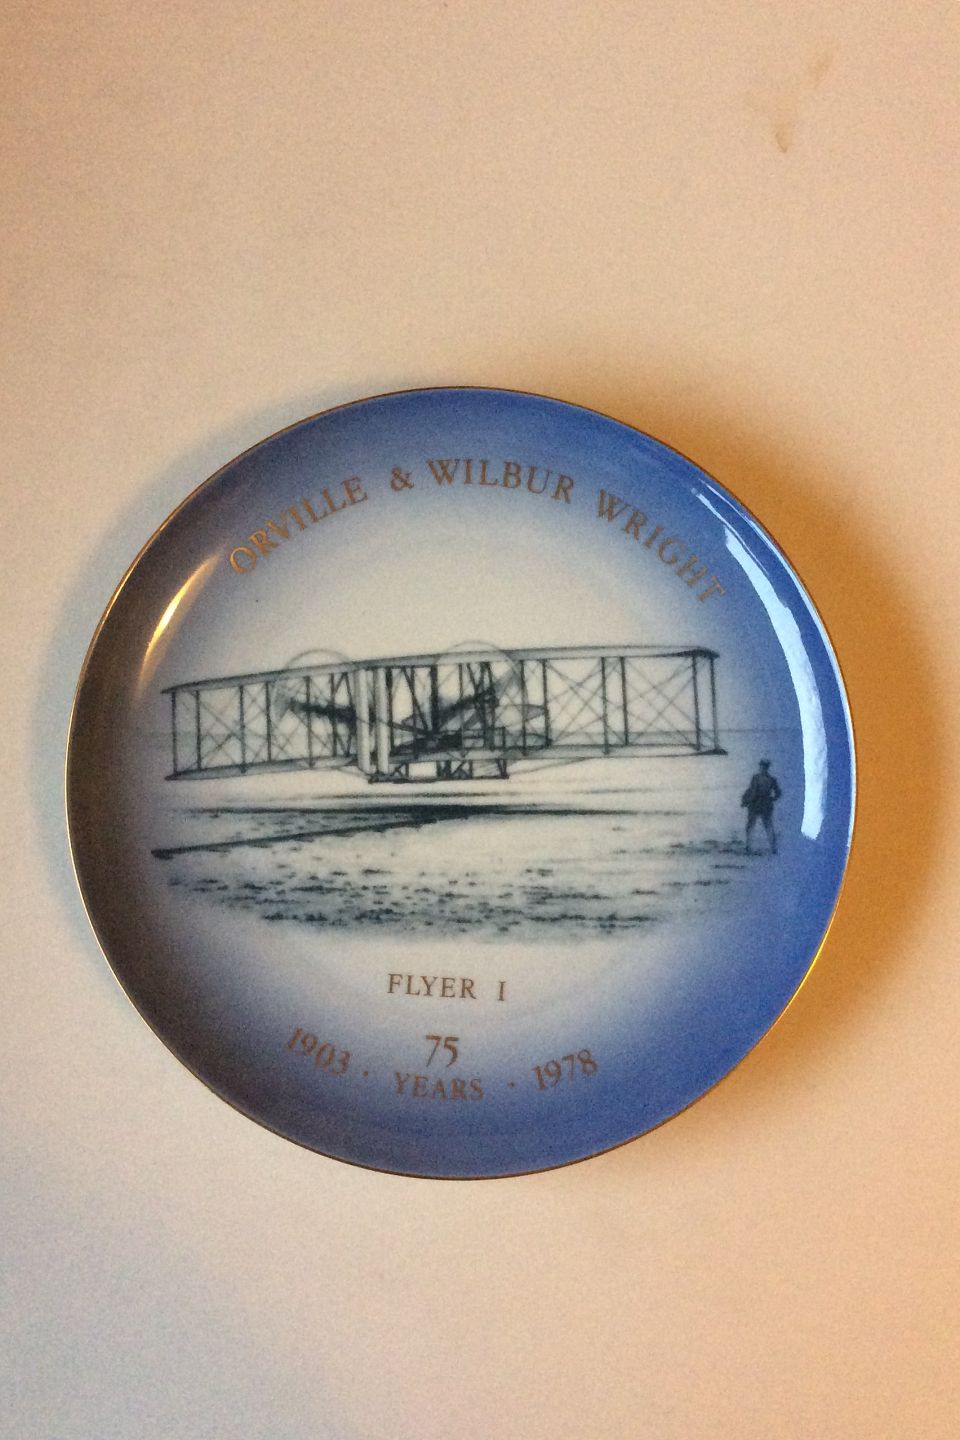 ORVILLE & WILBUR WRIGHT
FLYER I
75
1903 · YEARS · 1978